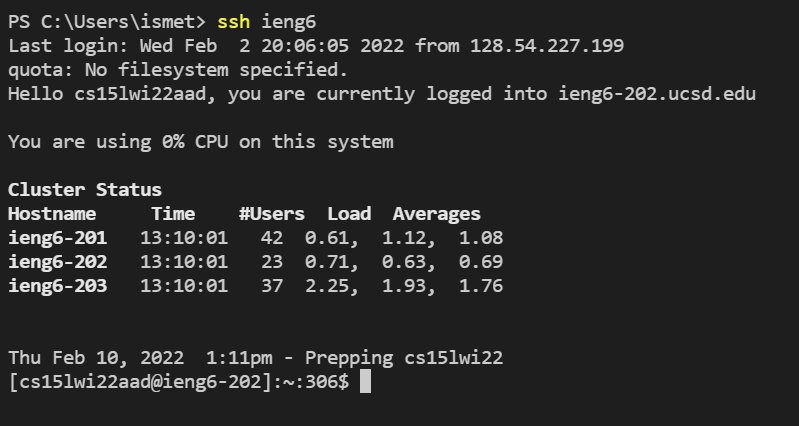 PS C:\Users\ismet> ssh ieng6
Last login: Wed Feb  2 20:06:05 2022 from 128.54.227.199
quota: No filesystem specified.
Hello cs15lwi22aad, you are currently logged into ieng6-202.ucsd.edu
You are using 0% CPU on this system
Cluster Status
Hostname     Time    #Users  Load  Averages
ieng6-201   13:10:01   42  0.61,  1.12,  1.08
ieng6-202   13:10:01   23  0.71,  0.63,  0.69
ieng6-203   13:10:01   37  2.25,  1.93,  1.76
Thu Feb 10, 2022  1:11pm - Prepping cs15lwi22
[cs15lwi22aad@ieng6-202]:~:306$